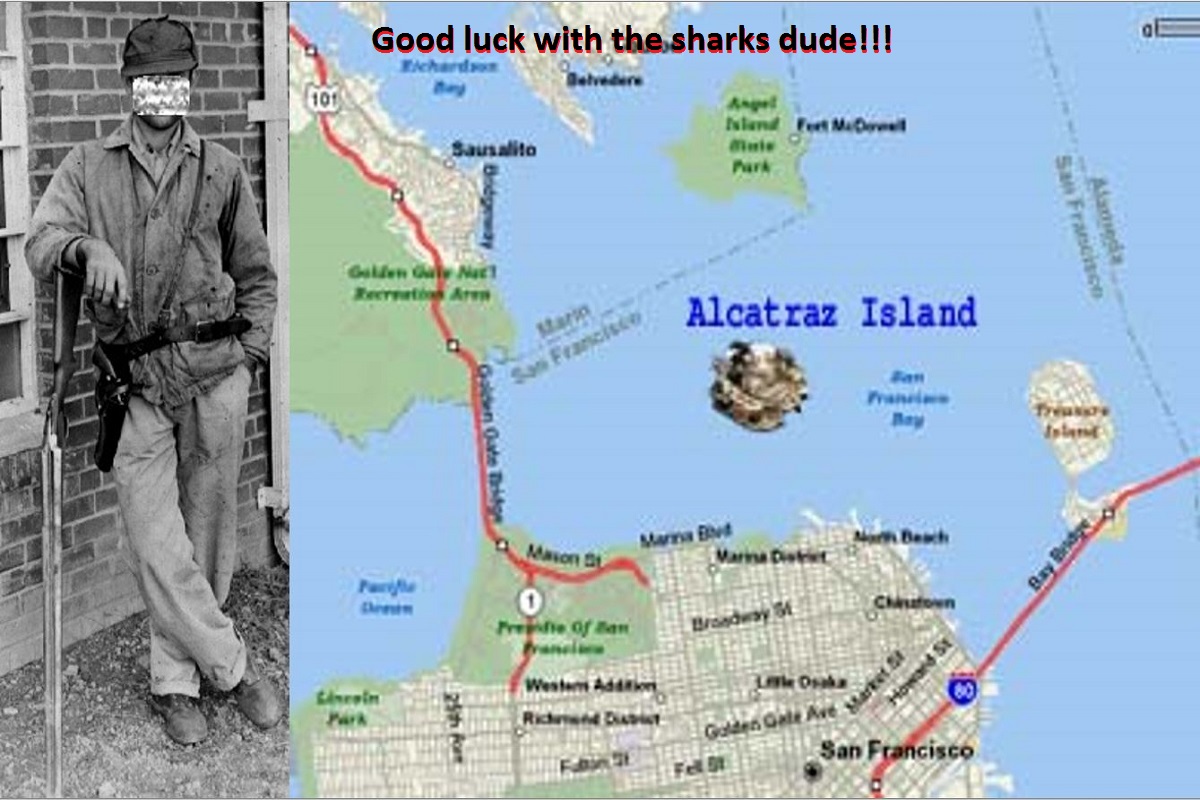 Good luck with the sharks dude!!!
Richardson
Bay
Belvedere
101
Angel
Island
State
Park
Fort McDowell
Sausalito
Bridgeway
Alameda
San Francisco
Golden Gate Nat'l
Recreation Area
Marin
San Francisco
Alcatraz Island
San
Francisco
Bay
Treasure
Island
Golden Gate Bridge
Mason St
Marina Blvd
Marina District
North Beach
Bay Bridge
Pacific
Ocean
1
Presidio Of San
Francisco
Broadway St
Chinatown
Western Addition
Little Osaka
Market St
Howard St
80
Lincoln
Park
25th Ave
Richmond District
Golden Gate Ave
Fulton St
Fell St
San Francisco
0